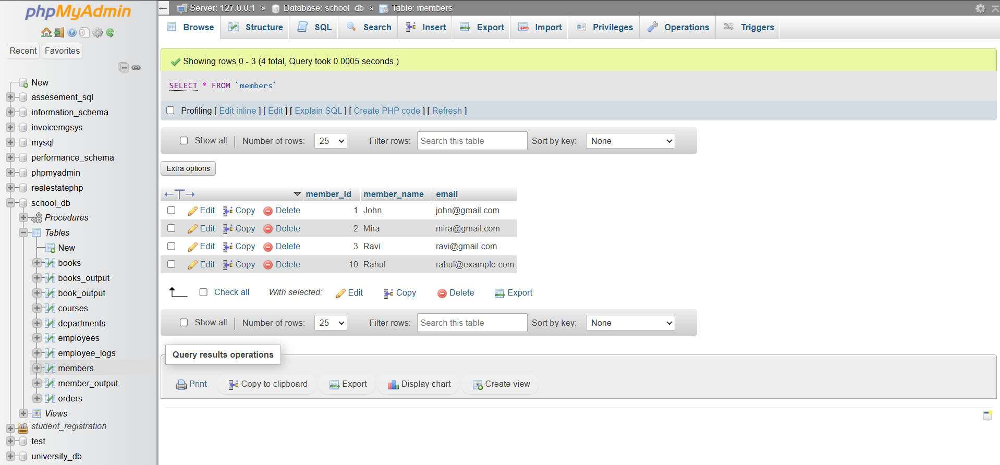 phpMyAdmin
Recent Favorites
New
assesement_sql
information_schema
invoicemgsys
mysql
performance_schema
phpmyadmin
realestatephp
school_db
Procedures
Tables
New
books
books_output
book_output
courses
departments
employees
employee_logs
members
member_output
orders
Views
student_registration
test
university_db
Server: 127.0.0.1 » Database: school_db » Table: members
Browse Structure SQL Search Insert Export Import Privileges Operations Triggers
Showing rows 0 - 3 (4 total, Query took 0.0005 seconds.)
SELECT * FROM `members`
Profiling [ Edit inline ] [ Edit ] [ Explain SQL ] [ Create PHP code ] [ Refresh ]
Show all Number of rows: 25 Filter rows: Search this table Sort by key: None
Extra options
←T→ member_id member_name email
Edit Copy Delete 1 John john@gmail.com
Edit Copy Delete 2 Mira mira@gmail.com
Edit Copy Delete 3 Ravi ravi@gmail.com
Edit Copy Delete 10 Rahul rahul@example.com
Check all With selected: Edit Copy Delete Export
Show all Number of rows: 25 Filter rows: Search this table Sort by key: None
Query results operations
Print Copy to clipboard Export Display chart Create view